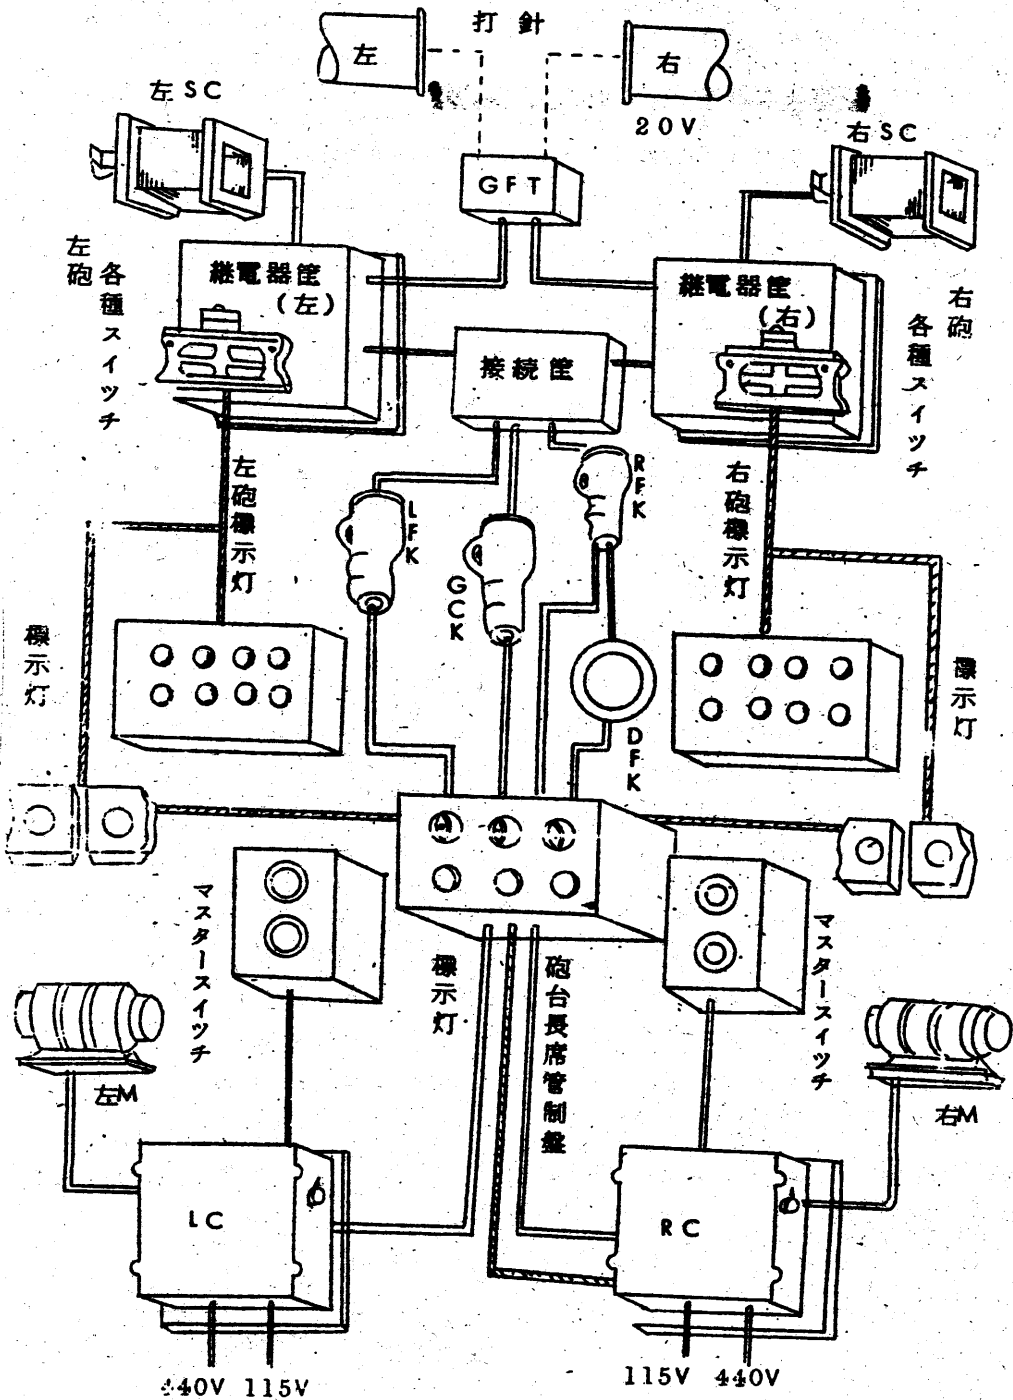 打針
左
右
20V
左SC
右SC
GFT
左砲
各種スイッチ
継電器筐
(左)
継電器筐
(右)
右砲
各種スイッチ
接続筐
左砲標示灯
LFK
GCK
RFK
右砲標示灯
標示灯
標示灯
DFK
マスタースイッチ
標示灯
砲台長席管制盤
マスタースイッチ
左M
右M
LC
RC
440V 115V
115V 440V